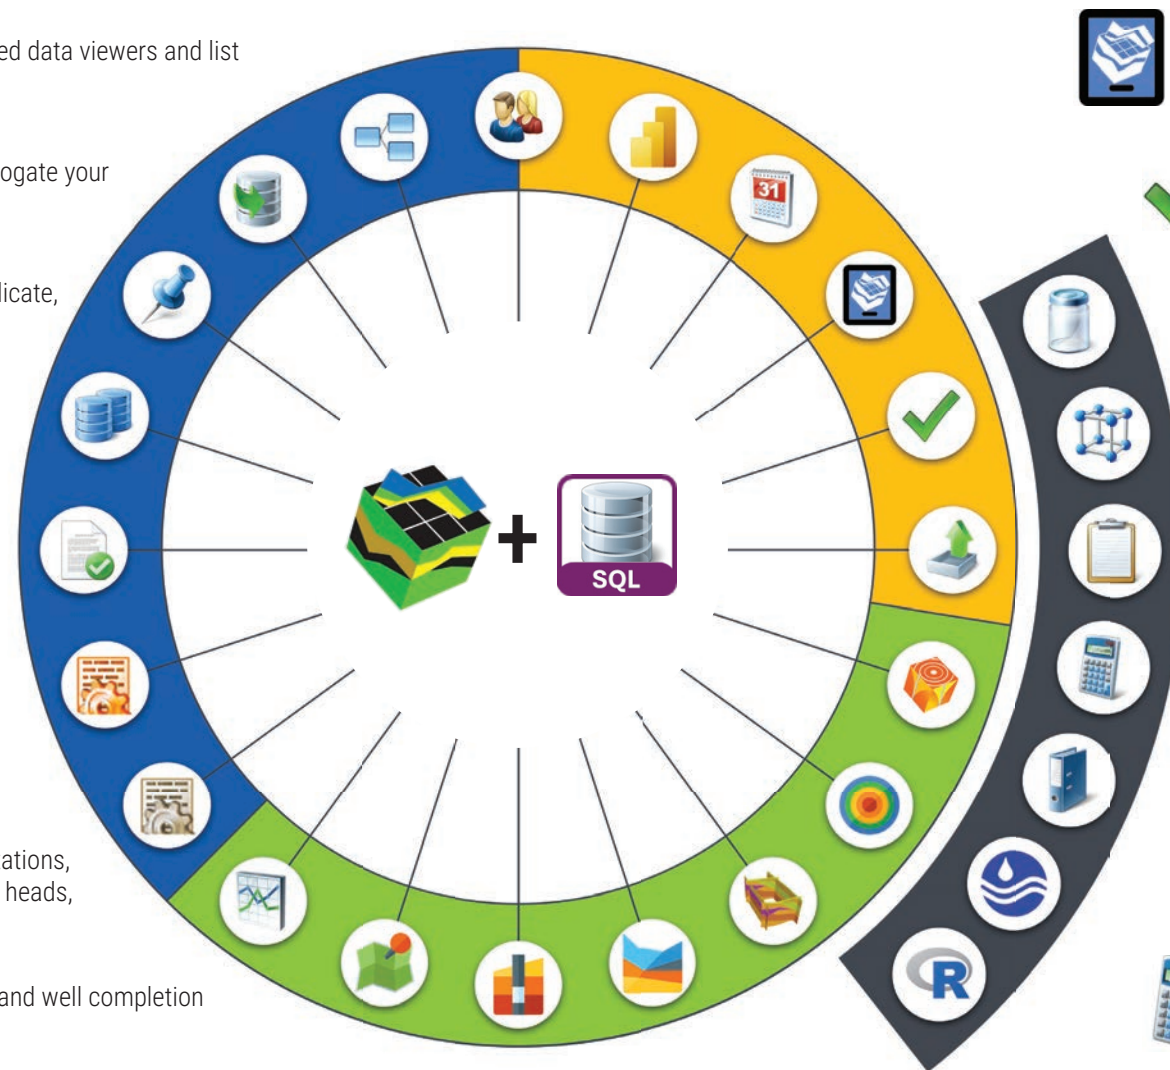 ed data viewers and list
ogate your
31
licate,
+
SQL
ations,
heads,
R
and well completion